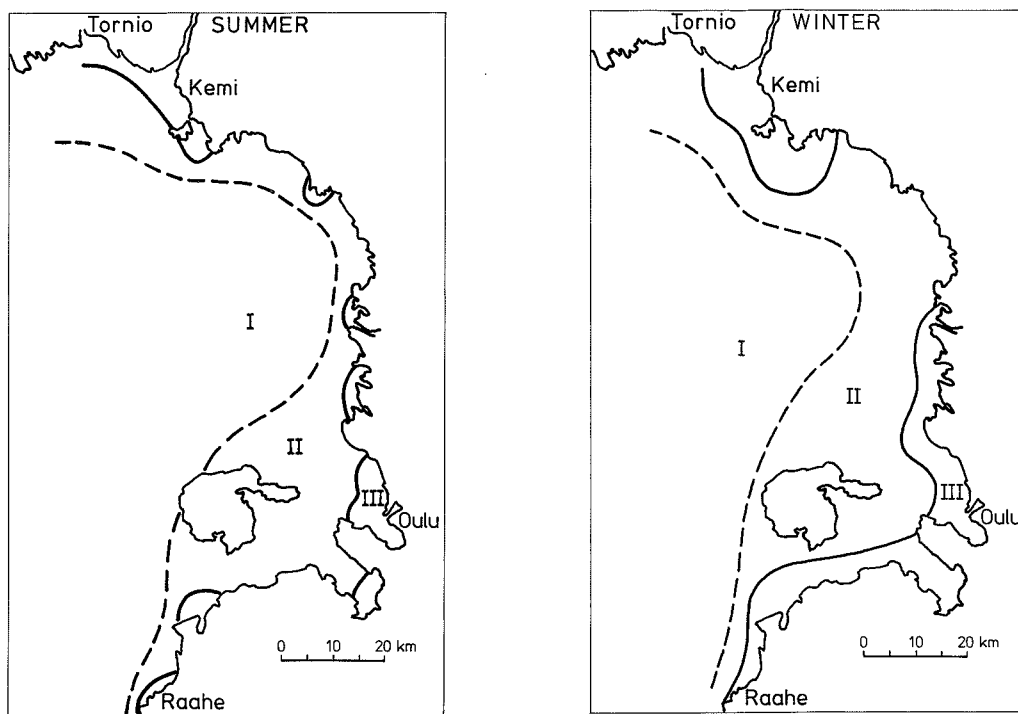 Tornio SUMMER
Kemi
I
II
III
Oulu
0 10 20 km
Raahe
Tornio WINTER
Kemi
I
II
III
Oulu
0 10 20 km
Raahe